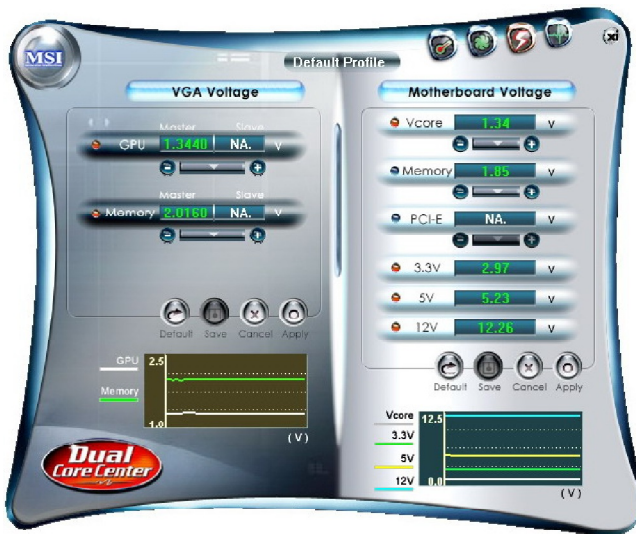 MSI
Default Profile
VGA Voltage
Master Slave
GPU 1.3440 NA. V
Master Slave
Memory 2.0160 NA. V
Default Save Cancel Apply
GPU
Memory
2.5
1.0
(V)
Dual
Core Center
Motherboard Voltage
Vcore 1.34 V
Memory 1.85 V
PCI-E NA. V
3.3V 2.97 V
5V 5.23 V
12V 12.26 V
Default Save Cancel Apply
Vcore
3.3V
5V
12V
12.5
0.0
(V)